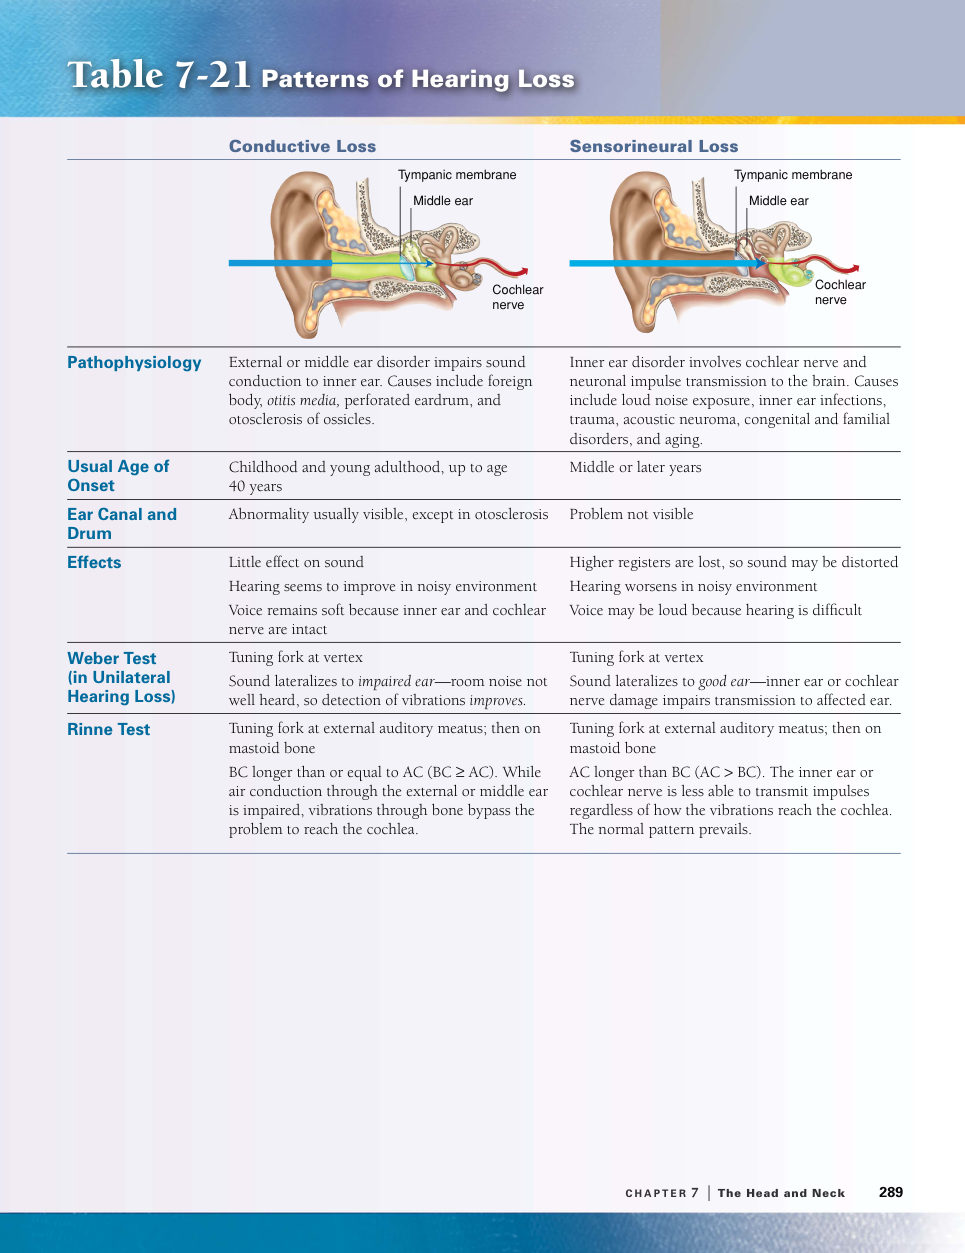 Table 7-21 Patterns of Hearing Loss
Conductive Loss
Sensorineural Loss
Tympanic membrane
Middle ear
Cochlear
nerve
Tympanic membrane
Middle ear
Cochlear
nerve
Pathophysiology
External or middle ear disorder impairs sound
conduction to inner ear. Causes include foreign
body, otitis media, perforated eardrum, and
otosclerosis of ossicles.
Inner ear disorder involves cochlear nerve and
neuronal impulse transmission to the brain. Causes
include loud noise exposure, inner ear infections,
trauma, acoustic neuroma, congenital and familial
disorders, and aging.
Usual Age of
Onset
Childhood and young adulthood, up to age
40 years
Middle or later years
Ear Canal and
Drum
Abnormality usually visible, except in otosclerosis
Problem not visible
Effects
Little effect on sound
Hearing seems to improve in noisy environment
Voice remains soft because inner ear and cochlear
nerve are intact
Higher registers are lost, so sound may be distorted
Hearing worsens in noisy environment
Voice may be loud because hearing is difficult
Weber Test
(in Unilateral
Hearing Loss)
Tuning fork at vertex
Sound lateralizes to impaired ear—room noise not
well heard, so detection of vibrations improves.
Tuning fork at vertex
Sound lateralizes to good ear—inner ear or cochlear
nerve damage impairs transmission to affected ear.
Rinne Test
Tuning fork at external auditory meatus; then on
mastoid bone
BC longer than or equal to AC (BC ≥ AC). While
air conduction through the external or middle ear
is impaired, vibrations through bone bypass the
problem to reach the cochlea.
Tuning fork at external auditory meatus; then on
mastoid bone
AC longer than BC (AC > BC). The inner ear or
cochlear nerve is less able to transmit impulses
regardless of how the vibrations reach the cochlea.
The normal pattern prevails.
CHAPTER 7 | The Head and Neck 289